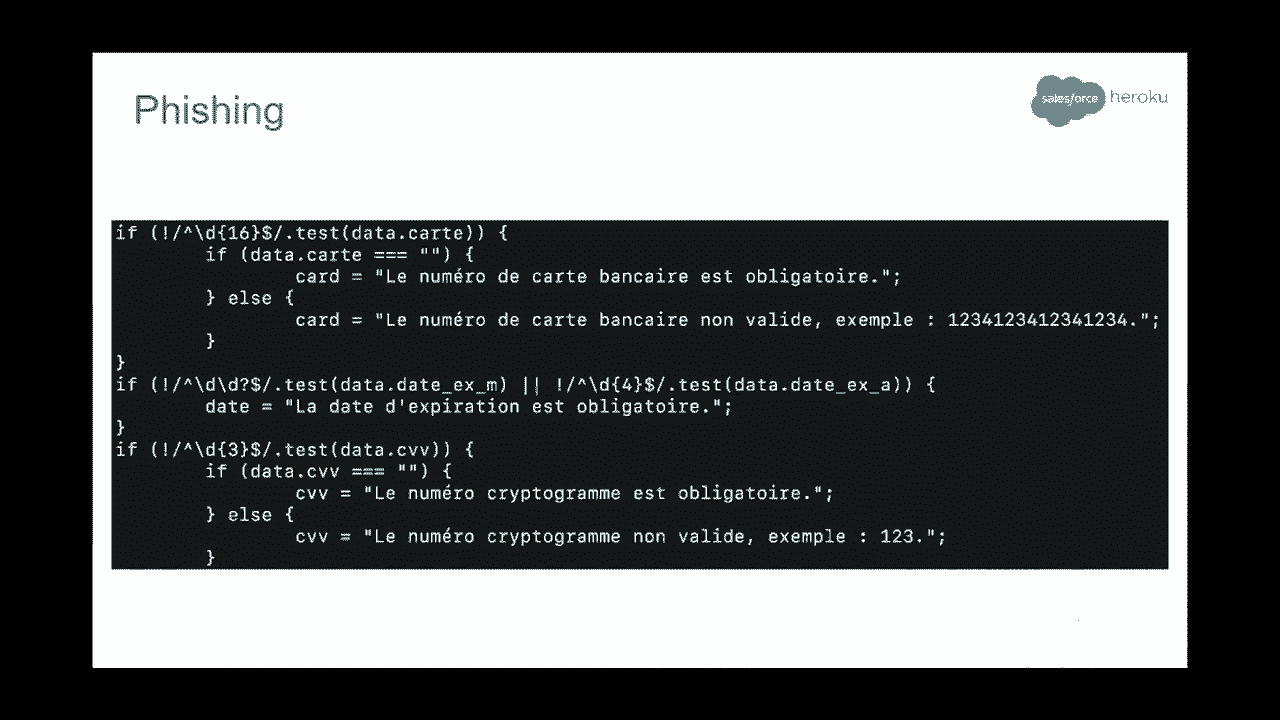 Phishing
salesforce heroku
if (!/^\d{16}$/.test(data.carte)) {
        if (data.carte === "") {
                card = "Le numéro de carte bancaire est obligatoire.";
        } else {
                card = "Le numéro de carte bancaire non valide, exemple : 1234123412341234.";
        }
}
if (!/^\d\d?$/.test(data.date_ex_m) || !/^\d{4}$/.test(data.date_ex_a)) {
        date = "La date d'expiration est obligatoire.";
}
if (!/^\d{3}$/.test(data.cvv)) {
        if (data.cvv === "") {
                cvv = "Le numéro cryptogramme est obligatoire.";
        } else {
                cvv = "Le numéro cryptogramme non valide, exemple : 123.";
        }